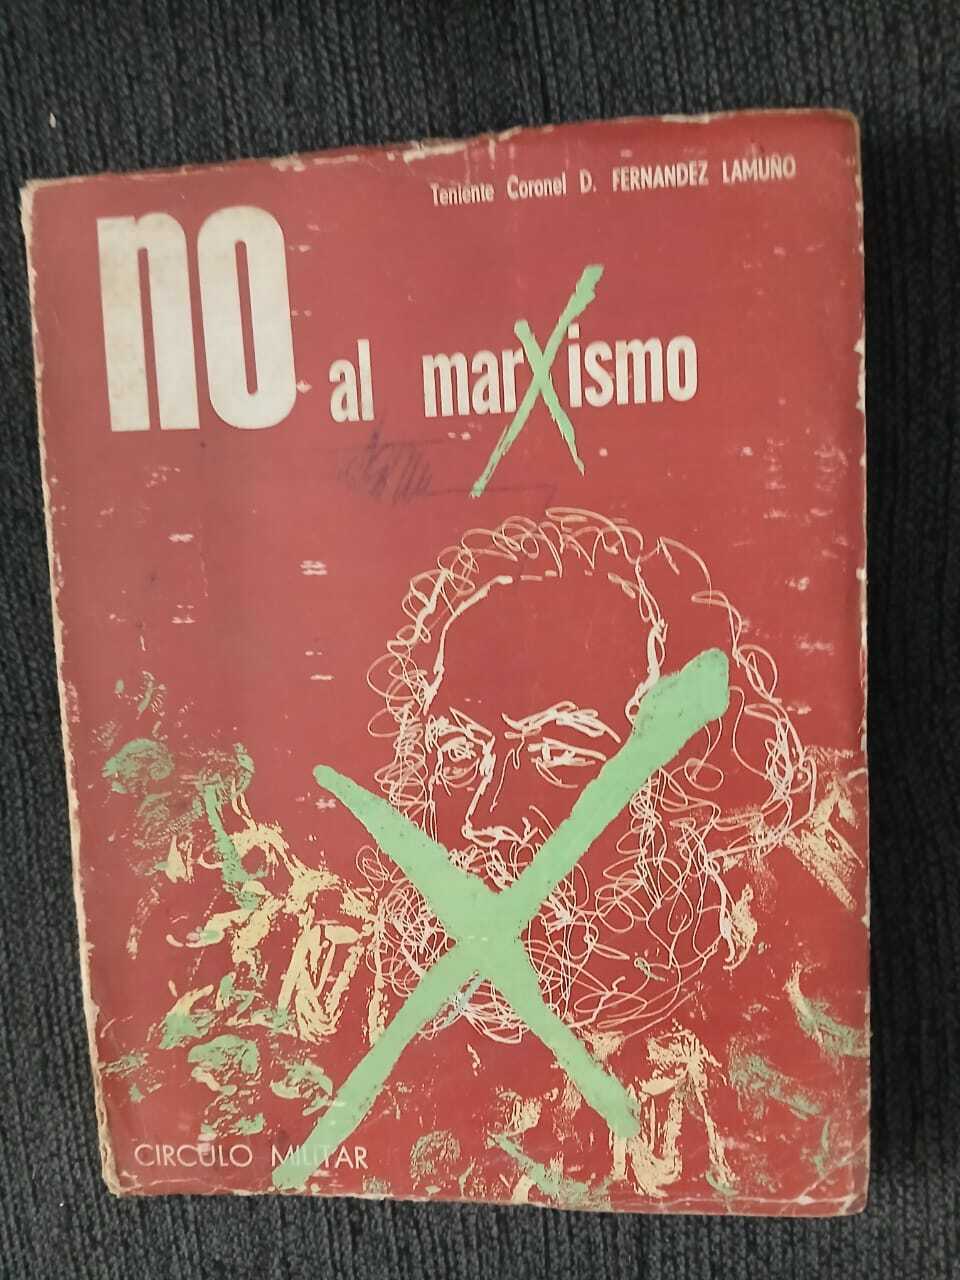 Teniente Coronel D. FERNANDEZ LAMUÑO
no al marxismo
CIRCULO MILITAR